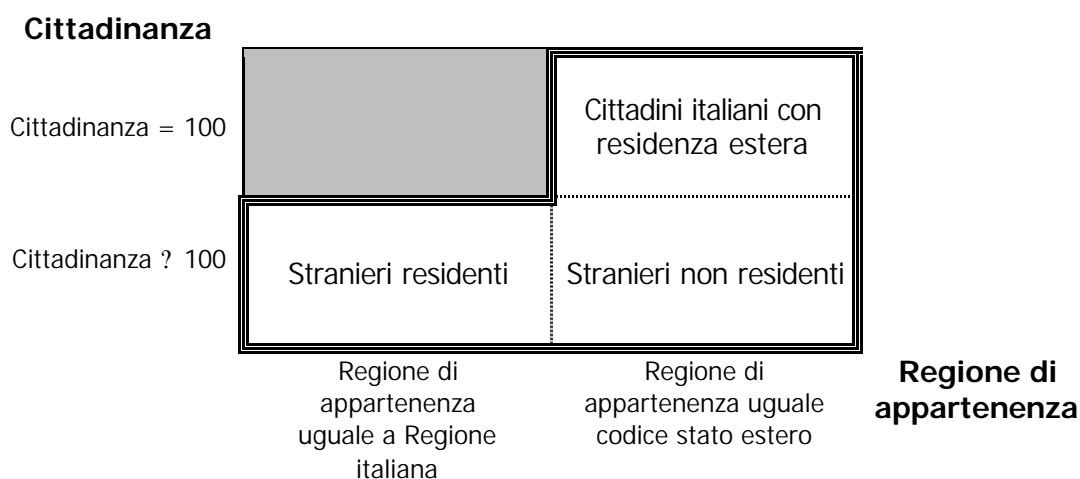 Cittadinanza
Cittadinanza = 100
Cittadini italiani con
residenza estera
Cittadinanza ? 100
Stranieri residenti
Stranieri non residenti
Regione di
appartenenza
uguale a Regione
italiana
Regione di
appartenenza uguale
codice stato estero
Regione di
appartenenza